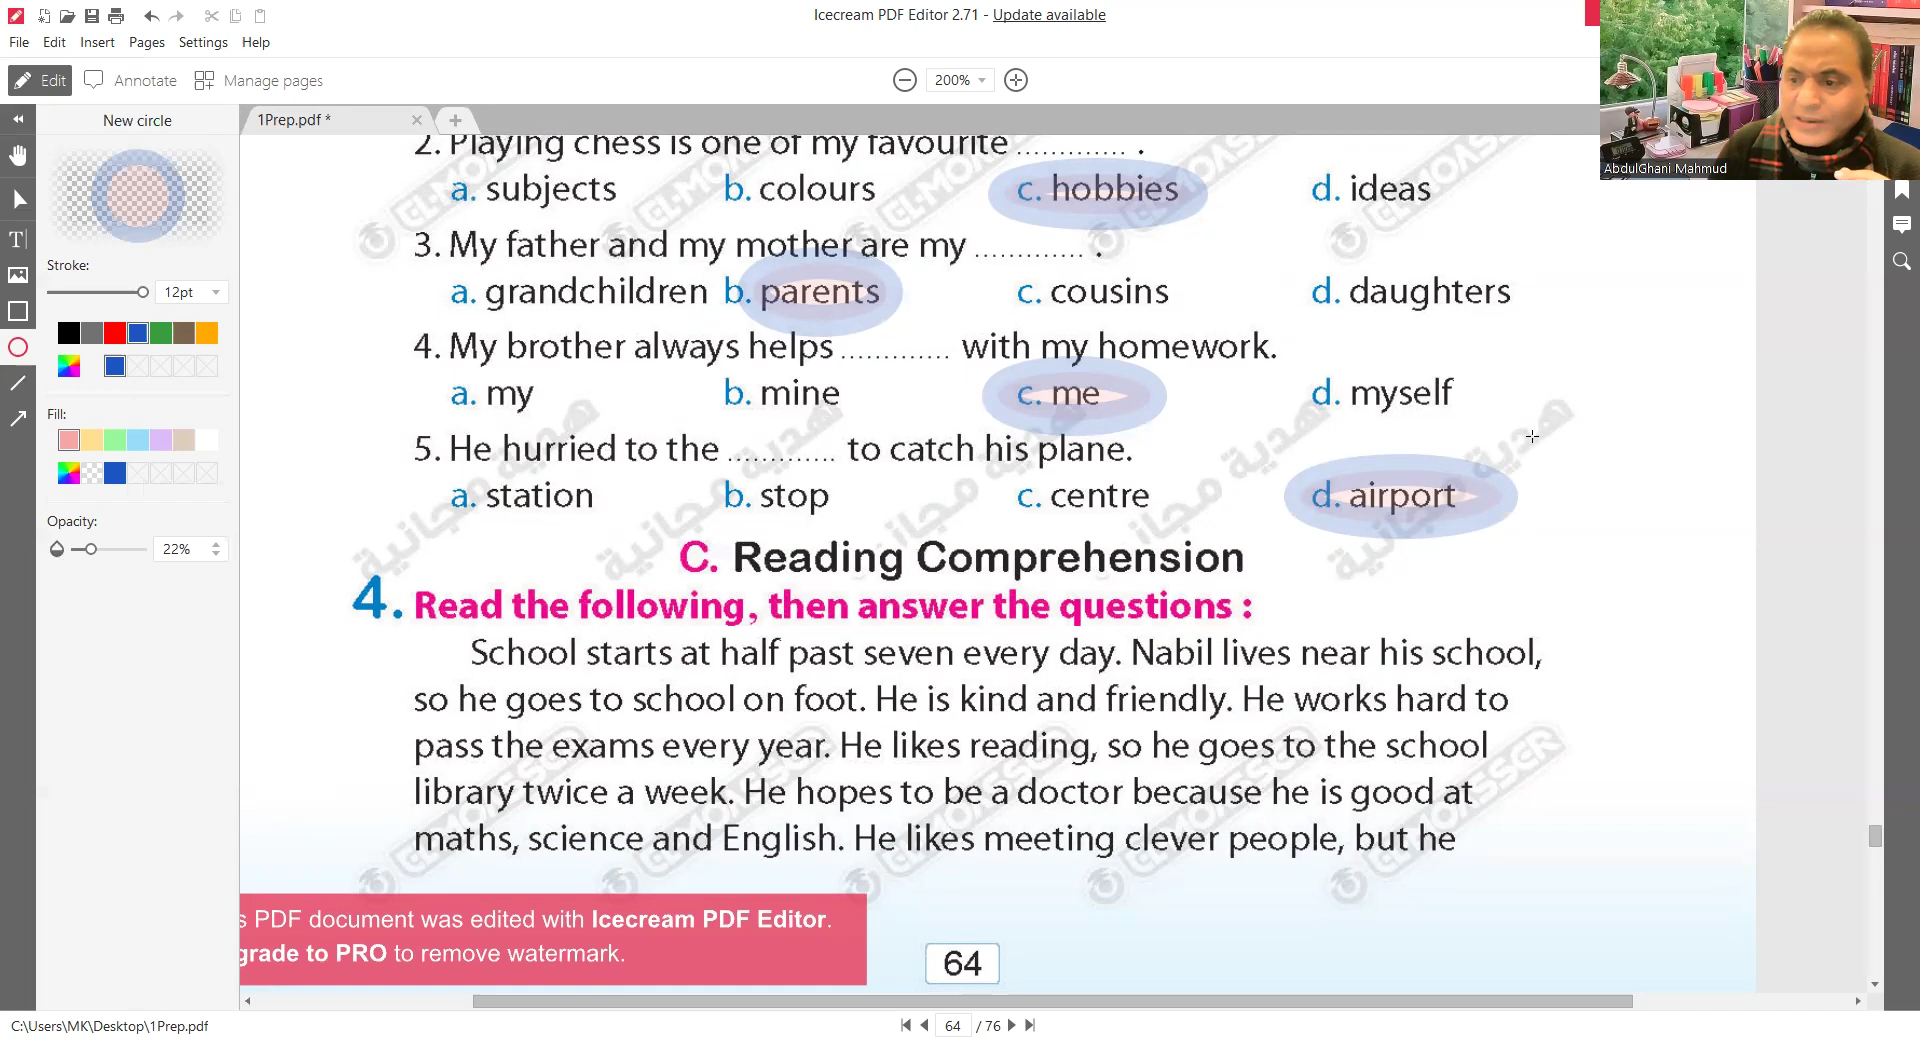 Icecream PDF Editor 2.71 - Update available
File Edit Insert Pages Settings Help
Edit Annotate Manage pages
200%
New circle
1Prep.pdf *
AbdulGhani Mahmud
Stroke:
12pt
Fill:
Opacity:
22%
2. Playing chess is one of my favourite ............. .
a. subjects b. colours c. hobbies d. ideas
3. My father and my mother are my ............. .
a. grandchildren b. parents c. cousins d. daughters
4. My brother always helps ............. with my homework.
a. my b. mine c. me d. myself
5. He hurried to the ............. to catch his plane.
a. station b. stop c. centre d. airport
C. Reading Comprehension
4. Read the following, then answer the questions :
School starts at half past seven every day. Nabil lives near his school,
so he goes to school on foot. He is kind and friendly. He works hard to
pass the exams every year. He likes reading, so he goes to the school
library twice a week. He hopes to be a doctor because he is good at
maths, science and English. He likes meeting clever people, but he
هدية مجانية
ELMOASSER
s PDF document was edited with Icecream PDF Editor.
grade to PRO to remove watermark.
64
C:\Users\MK\Desktop\1Prep.pdf
64 / 76